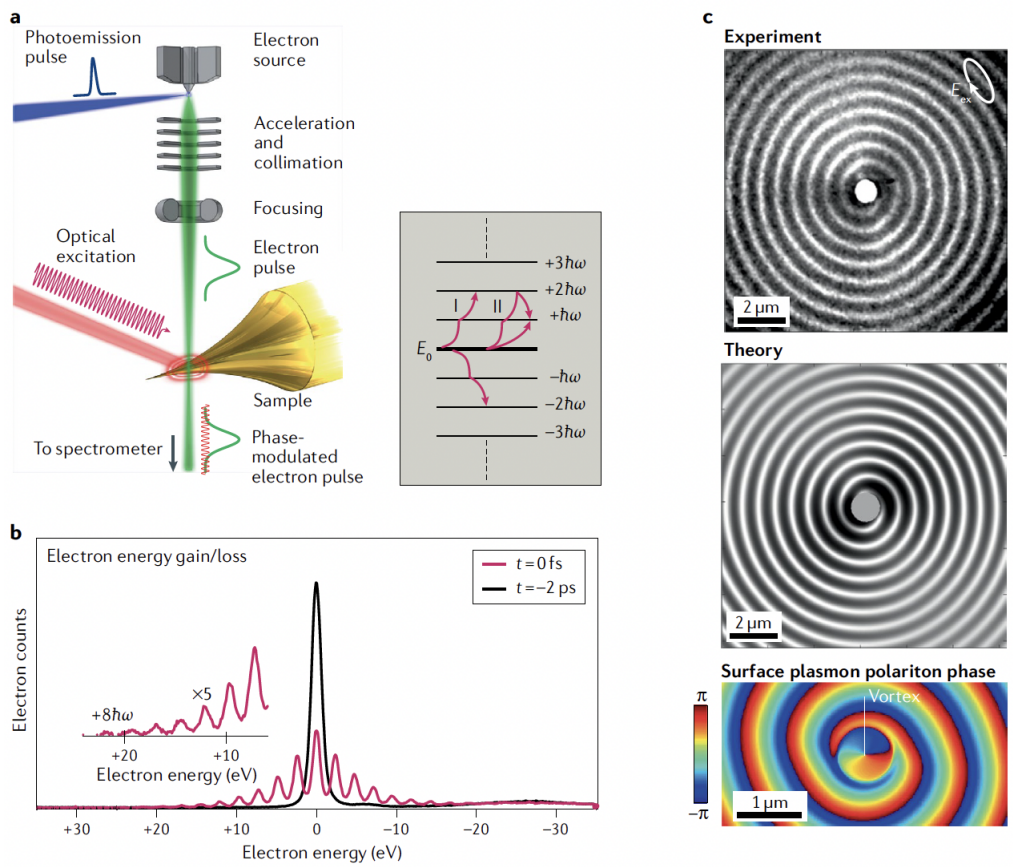 a
Photoemission
pulse
Electron
source
Acceleration
and
collimation
Focusing
Optical
excitation
Electron
pulse
Sample
To spectrometer
Phase-
modulated
electron pulse
+3ħω
+2ħω
+ħω
I
II
E₀
−ħω
−2ħω
−3ħω
b
Electron energy gain/loss
t = 0 fs
t = −2 ps
Electron counts
×5
+8ħω
+20
+10
Electron energy (eV)
+30
+20
+10
0
−10
−20
−30
Electron energy (eV)
c
Experiment
E_ex
2 μm
Theory
2 μm
Surface plasmon polariton phase
π
Vortex
−π
1 μm